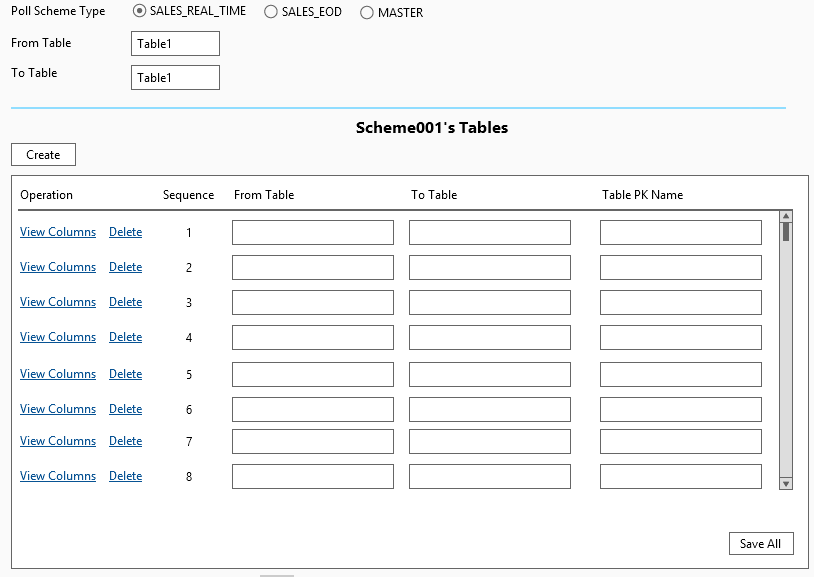 Poll Scheme Type SALES_REAL_TIME SALES_EOD MASTER
From Table Table1
To Table Table1
Scheme001's Tables
Create
Operation Sequence From Table To Table Table PK Name
View Columns Delete 1
View Columns Delete 2
View Columns Delete 3
View Columns Delete 4
View Columns Delete 5
View Columns Delete 6
View Columns Delete 7
View Columns Delete 8
Save All